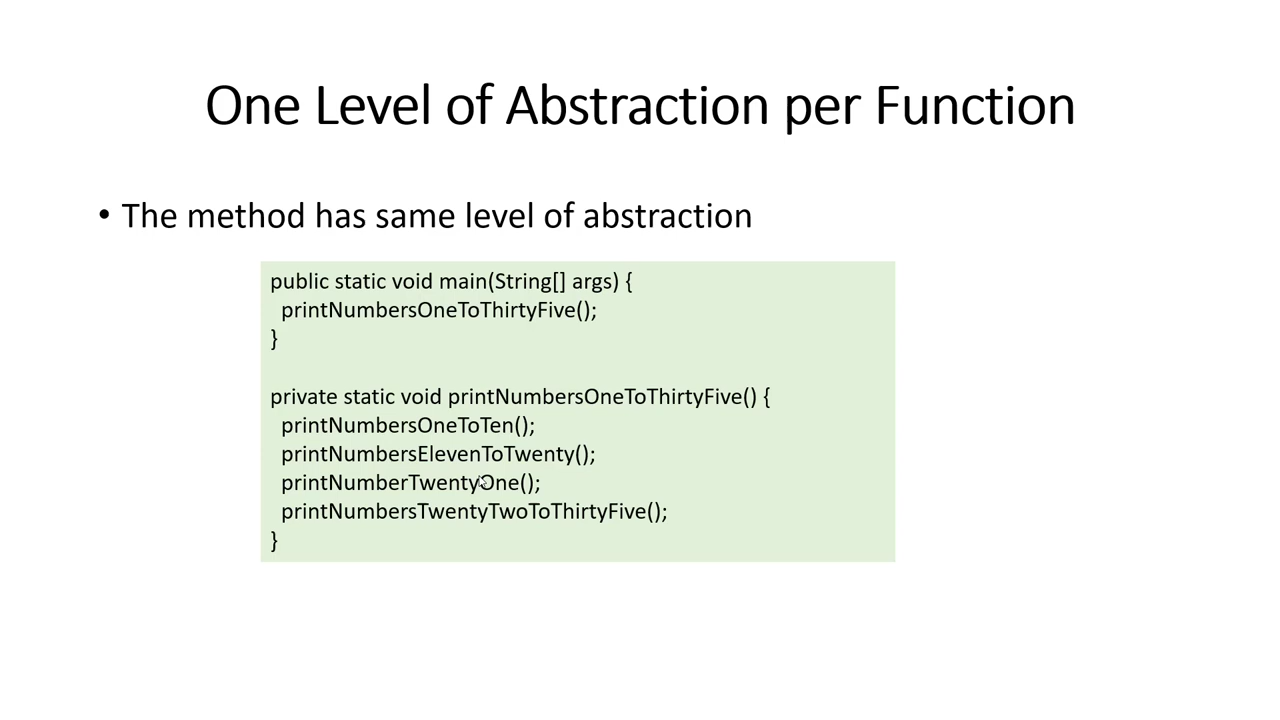 One Level of Abstraction per Function
• The method has same level of abstraction
public static void main(String[] args) {
  printNumbersOneToThirtyFive();
}

private static void printNumbersOneToThirtyFive() {
  printNumbersOneToTen();
  printNumbersElevenToTwenty();
  printNumberTwentyOne();
  printNumbersTwentyTwoToThirtyFive();
}